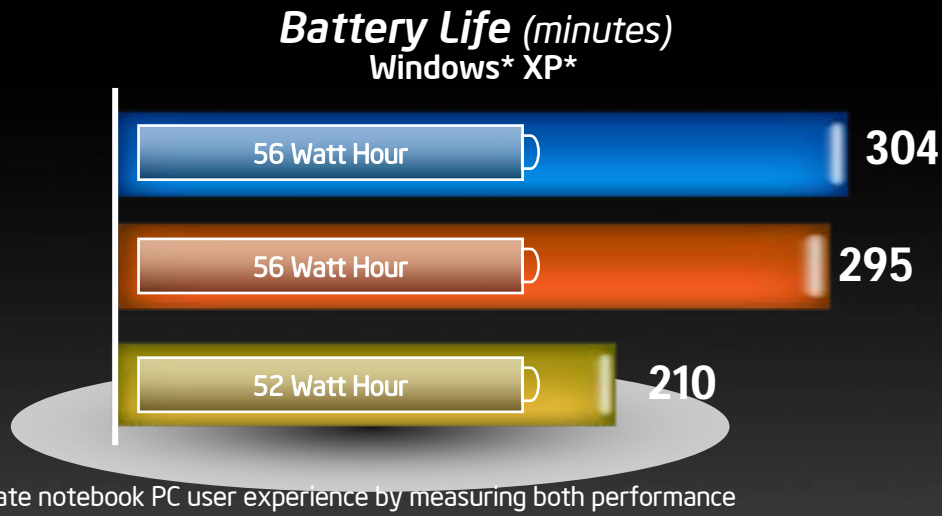 Battery Life (minutes)
Windows* XP*
56 Watt Hour 304
56 Watt Hour 295
52 Watt Hour 210
notebook PC user experience by measuring both performance